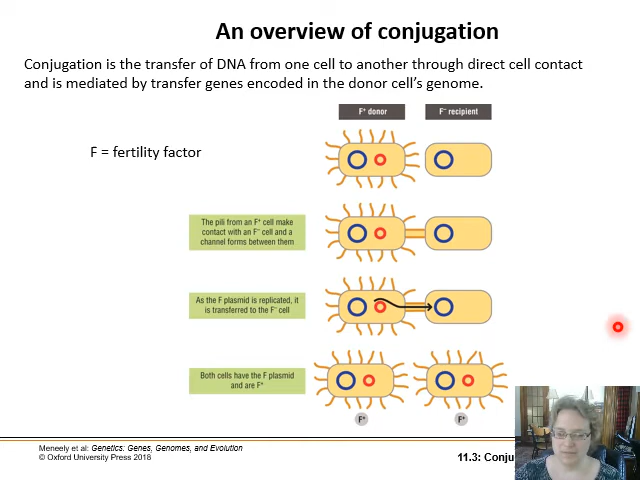 An overview of conjugation
Conjugation is the transfer of DNA from one cell to another through direct cell contact
and is mediated by transfer genes encoded in the donor cell's genome.
F⁺ donor
F⁻ recipient
F = fertility factor
The pili from an F⁺ cell make
contact with an F⁻ cell and a
channel forms between them
As the F plasmid is replicated, it
is transferred to the F⁻ cell
Both cells have the F plasmid
and are F⁺
F⁺
F⁺
Meneely et al: Genetics: Genes, Genomes, and Evolution
© Oxford University Press 2018
11.3: Conju